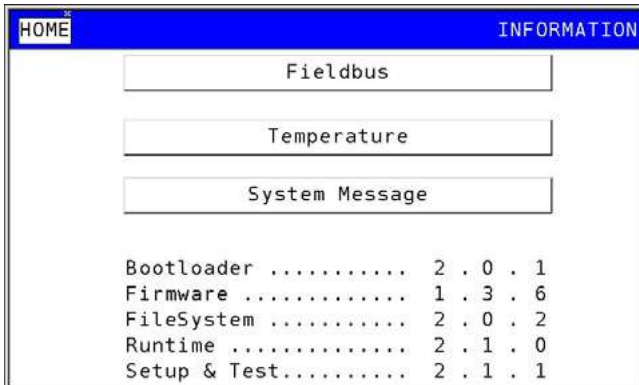 HOME INFORMATION
Fieldbus
Temperature
System Message
Bootloader ........... 2 . 0 . 1
Firmware ............. 1 . 3 . 6
FileSystem ........... 2 . 0 . 2
Runtime .............. 2 . 1 . 0
Setup & Test.......... 2 . 1 . 1